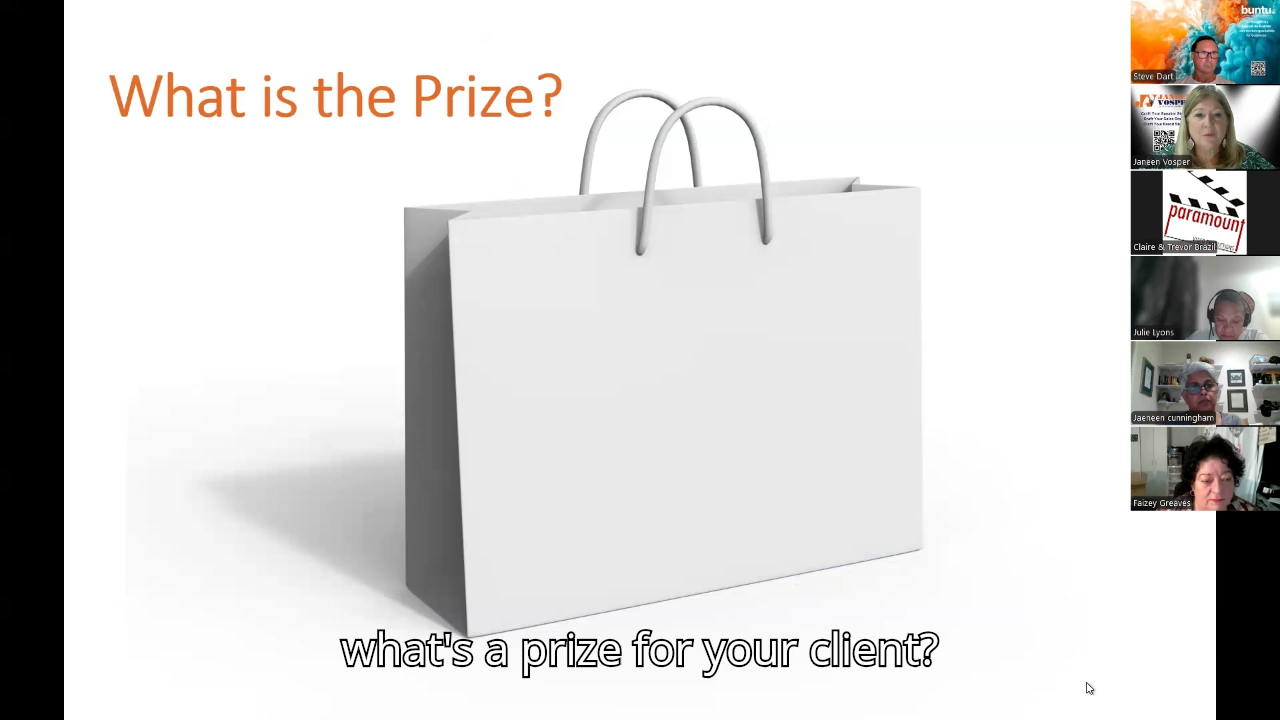 What is the Prize?
what's a prize for your client?
buntu.
Steve Dart
VOSPE
Janeen Vosper
paramount
Claire & Trevor Brazil
Julie Lyons
Jaeneen cunningham
Faizey Greaves